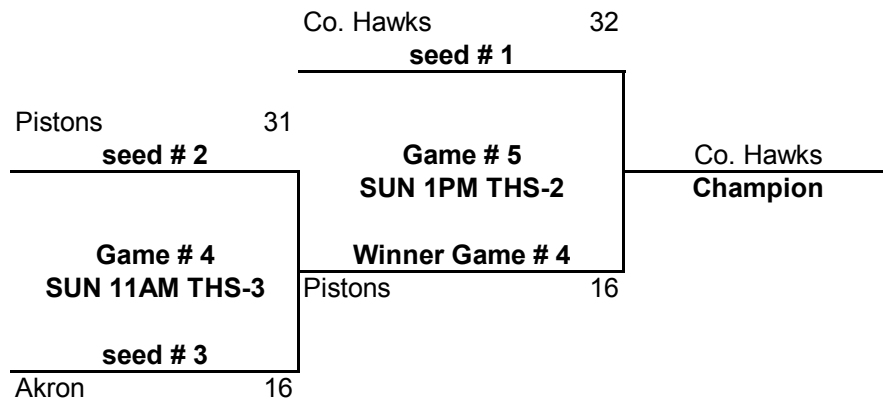 Co. Hawks 32
seed # 1
Pistons 31
seed # 2
Game # 5
SUN 1PM THS-2
Co. Hawks
Champion
Game # 4
SUN 11AM THS-3
Winner Game # 4
Pistons 16
seed # 3
Akron 16